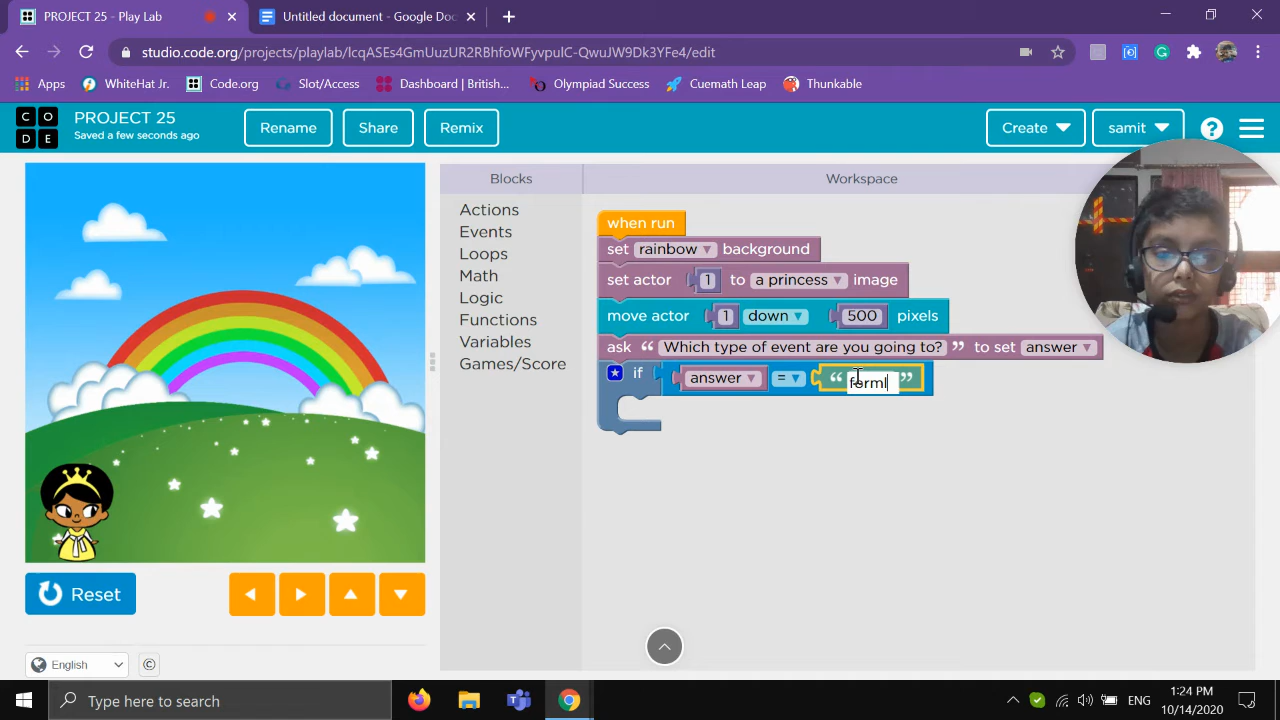 PROJECT 25 - Play Lab
Untitled document - Google Doc
studio.code.org/projects/playlab/lcqASEs4GmUuzUR2RBhfoWFyvpulC-QwuJW9Dk3YFe4/edit
Apps WhiteHat Jr. Code.org Slot/Access Dashboard | British... Olympiad Success Cuemath Leap Thunkable
CO
DE
PROJECT 25
Saved a few seconds ago
Rename Share Remix Create samit ?
Blocks
Workspace
Actions
Events
Loops
Math
Logic
Functions
Variables
Games/Score
when run
set rainbow background
set actor 1 to a princess image
move actor 1 down 500 pixels
ask “ Which type of event are you going to? ” to set answer
if answer = “ forml ”
Reset
English ©
Type here to search
ENG
1:24 PM
10/14/2020